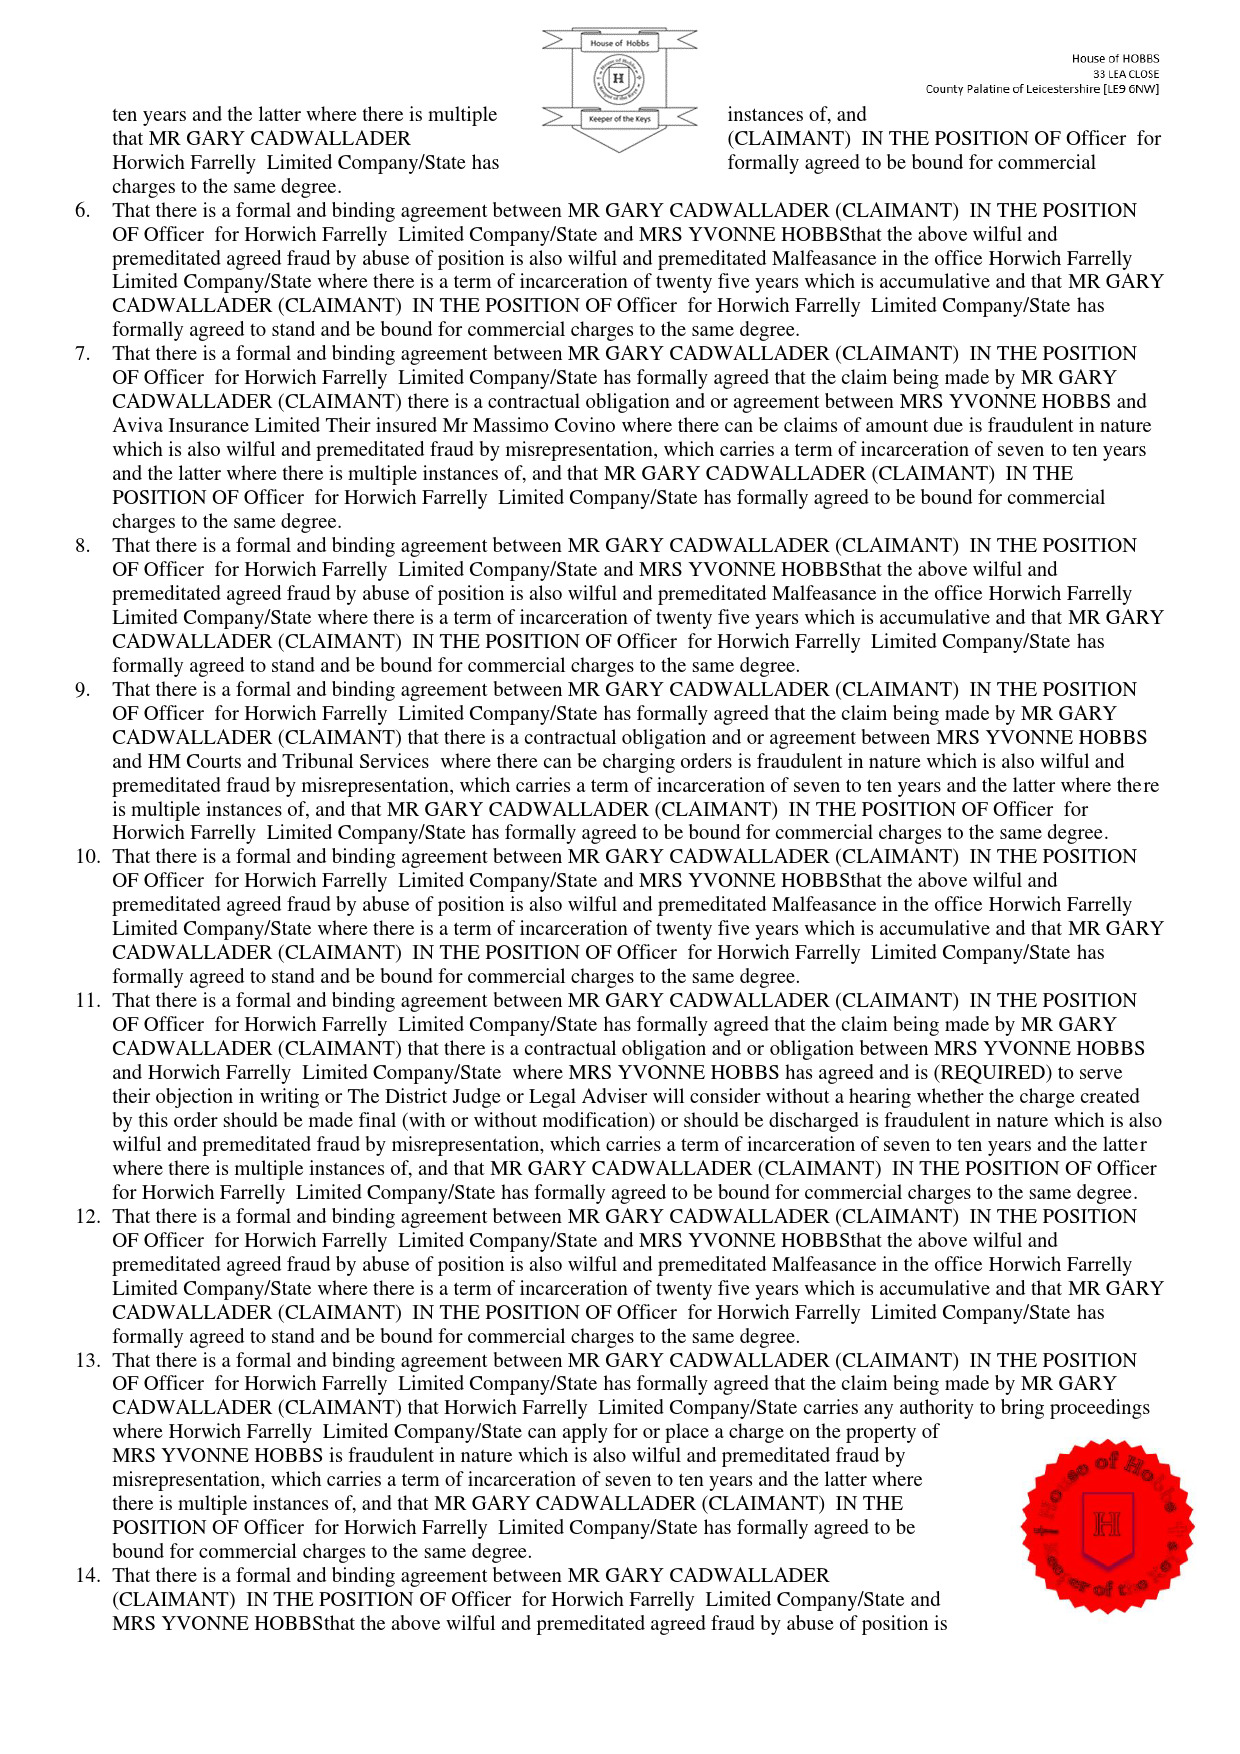 House of Hobbs
H
Keeper of the Keys
House of HOBBS
33 LEA CLOSE
County Palatine of Leicestershire [LE9 6NW]
ten years and the latter where there is multiple instances of, and
that MR GARY CADWALLADER (CLAIMANT) IN THE POSITION OF Officer for
Horwich Farrelly Limited Company/State has formally agreed to be bound for commercial
charges to the same degree.
6. That there is a formal and binding agreement between MR GARY CADWALLADER (CLAIMANT) IN THE POSITION
OF Officer for Horwich Farrelly Limited Company/State and MRS YVONNE HOBBSthat the above wilful and
premeditated agreed fraud by abuse of position is also wilful and premeditated Malfeasance in the office Horwich Farrelly
Limited Company/State where there is a term of incarceration of twenty five years which is accumulative and that MR GARY
CADWALLADER (CLAIMANT) IN THE POSITION OF Officer for Horwich Farrelly Limited Company/State has
formally agreed to stand and be bound for commercial charges to the same degree.
7. That there is a formal and binding agreement between MR GARY CADWALLADER (CLAIMANT) IN THE POSITION
OF Officer for Horwich Farrelly Limited Company/State has formally agreed that the claim being made by MR GARY
CADWALLADER (CLAIMANT) there is a contractual obligation and or agreement between MRS YVONNE HOBBS and
Aviva Insurance Limited Their insured Mr Massimo Covino where there can be claims of amount due is fraudulent in nature
which is also wilful and premeditated fraud by misrepresentation, which carries a term of incarceration of seven to ten years
and the latter where there is multiple instances of, and that MR GARY CADWALLADER (CLAIMANT) IN THE
POSITION OF Officer for Horwich Farrelly Limited Company/State has formally agreed to be bound for commercial
charges to the same degree.
8. That there is a formal and binding agreement between MR GARY CADWALLADER (CLAIMANT) IN THE POSITION
OF Officer for Horwich Farrelly Limited Company/State and MRS YVONNE HOBBSthat the above wilful and
premeditated agreed fraud by abuse of position is also wilful and premeditated Malfeasance in the office Horwich Farrelly
Limited Company/State where there is a term of incarceration of twenty five years which is accumulative and that MR GARY
CADWALLADER (CLAIMANT) IN THE POSITION OF Officer for Horwich Farrelly Limited Company/State has
formally agreed to stand and be bound for commercial charges to the same degree.
9. That there is a formal and binding agreement between MR GARY CADWALLADER (CLAIMANT) IN THE POSITION
OF Officer for Horwich Farrelly Limited Company/State has formally agreed that the claim being made by MR GARY
CADWALLADER (CLAIMANT) that there is a contractual obligation and or agreement between MRS YVONNE HOBBS
and HM Courts and Tribunal Services where there can be charging orders is fraudulent in nature which is also wilful and
premeditated fraud by misrepresentation, which carries a term of incarceration of seven to ten years and the latter where there
is multiple instances of, and that MR GARY CADWALLADER (CLAIMANT) IN THE POSITION OF Officer for
Horwich Farrelly Limited Company/State has formally agreed to be bound for commercial charges to the same degree.
10. That there is a formal and binding agreement between MR GARY CADWALLADER (CLAIMANT) IN THE POSITION
OF Officer for Horwich Farrelly Limited Company/State and MRS YVONNE HOBBSthat the above wilful and
premeditated agreed fraud by abuse of position is also wilful and premeditated Malfeasance in the office Horwich Farrelly
Limited Company/State where there is a term of incarceration of twenty five years which is accumulative and that MR GARY
CADWALLADER (CLAIMANT) IN THE POSITION OF Officer for Horwich Farrelly Limited Company/State has
formally agreed to stand and be bound for commercial charges to the same degree.
11. That there is a formal and binding agreement between MR GARY CADWALLADER (CLAIMANT) IN THE POSITION
OF Officer for Horwich Farrelly Limited Company/State has formally agreed that the claim being made by MR GARY
CADWALLADER (CLAIMANT) that there is a contractual obligation and or obligation between MRS YVONNE HOBBS
and Horwich Farrelly Limited Company/State where MRS YVONNE HOBBS has agreed and is (REQUIRED) to serve
their objection in writing or The District Judge or Legal Adviser will consider without a hearing whether the charge created
by this order should be made final (with or without modification) or should be discharged is fraudulent in nature which is also
wilful and premeditated fraud by misrepresentation, which carries a term of incarceration of seven to ten years and the latter
where there is multiple instances of, and that MR GARY CADWALLADER (CLAIMANT) IN THE POSITION OF Officer
for Horwich Farrelly Limited Company/State has formally agreed to be bound for commercial charges to the same degree.
12. That there is a formal and binding agreement between MR GARY CADWALLADER (CLAIMANT) IN THE POSITION
OF Officer for Horwich Farrelly Limited Company/State and MRS YVONNE HOBBSthat the above wilful and
premeditated agreed fraud by abuse of position is also wilful and premeditated Malfeasance in the office Horwich Farrelly
Limited Company/State where there is a term of incarceration of twenty five years which is accumulative and that MR GARY
CADWALLADER (CLAIMANT) IN THE POSITION OF Officer for Horwich Farrelly Limited Company/State has
formally agreed to stand and be bound for commercial charges to the same degree.
13. That there is a formal and binding agreement between MR GARY CADWALLADER (CLAIMANT) IN THE POSITION
OF Officer for Horwich Farrelly Limited Company/State has formally agreed that the claim being made by MR GARY
CADWALLADER (CLAIMANT) that Horwich Farrelly Limited Company/State carries any authority to bring proceedings
where Horwich Farrelly Limited Company/State can apply for or place a charge on the property of
MRS YVONNE HOBBS is fraudulent in nature which is also wilful and premeditated fraud by
misrepresentation, which carries a term of incarceration of seven to ten years and the latter where
there is multiple instances of, and that MR GARY CADWALLADER (CLAIMANT) IN THE
POSITION OF Officer for Horwich Farrelly Limited Company/State has formally agreed to be
bound for commercial charges to the same degree.
14. That there is a formal and binding agreement between MR GARY CADWALLADER
(CLAIMANT) IN THE POSITION OF Officer for Horwich Farrelly Limited Company/State and
MRS YVONNE HOBBSthat the above wilful and premeditated agreed fraud by abuse of position is
House of Hobbs
H